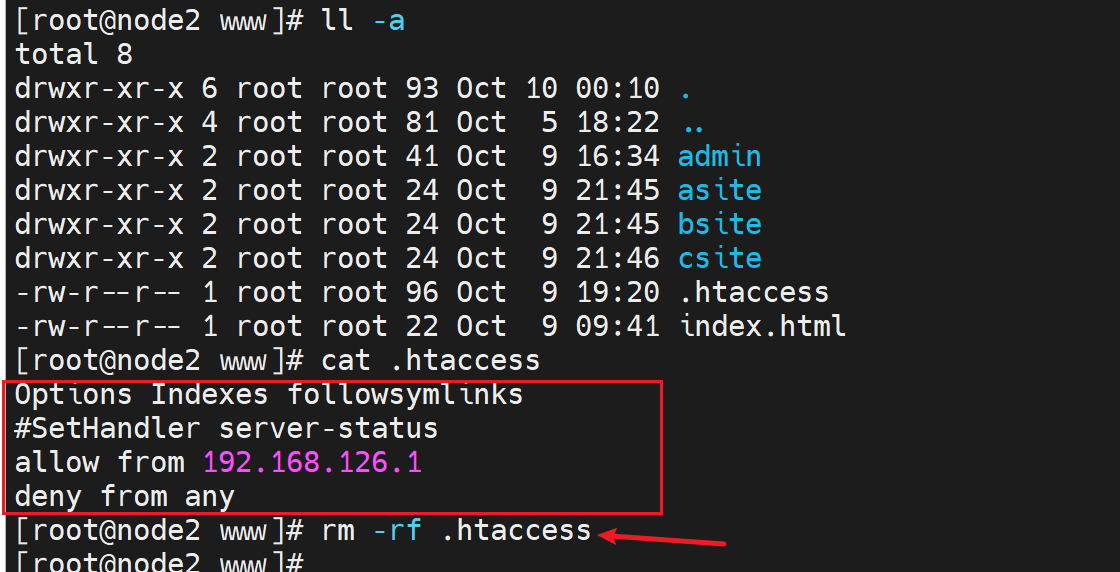 [root@node2 www]# ll -a
total 8
drwxr-xr-x 6 root root 93 Oct 10 00:10 .
drwxr-xr-x 4 root root 81 Oct  5 18:22 ..
drwxr-xr-x 2 root root 41 Oct  9 16:34 admin
drwxr-xr-x 2 root root 24 Oct  9 21:45 asite
drwxr-xr-x 2 root root 24 Oct  9 21:45 bsite
drwxr-xr-x 2 root root 24 Oct  9 21:46 csite
-rw-r--r-- 1 root root 96 Oct  9 19:20 .htaccess
-rw-r--r-- 1 root root 22 Oct  9 09:41 index.html
[root@node2 www]# cat .htaccess
Options Indexes followsymlinks
#SetHandler server-status
allow from 192.168.126.1
deny from any
[root@node2 www]# rm -rf .htaccess
[root@node2 www]#